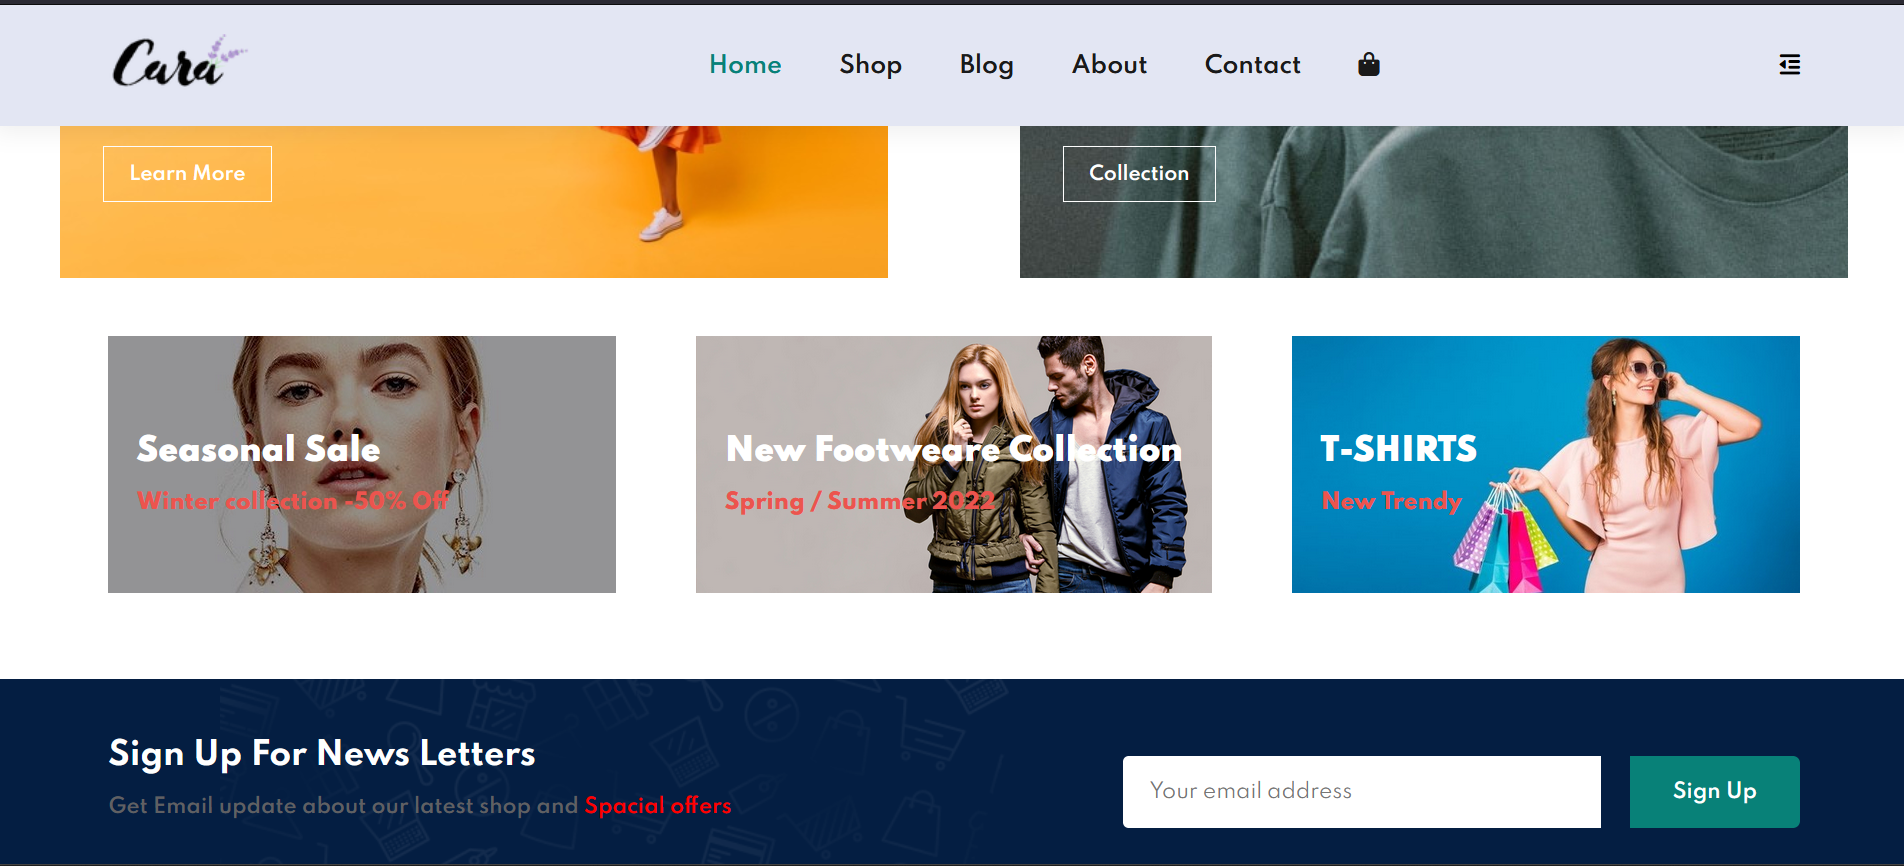 Cara
Home Shop Blog About Contact
Learn More
Collection
Seasonal Sale
Winter collection -50% Off
New Footweare Collection
Spring / Summer 2022
T-SHIRTS
New Trendy
Sign Up For News Letters
Get Email update about our latest shop and Spacial offers
Your email address
Sign Up